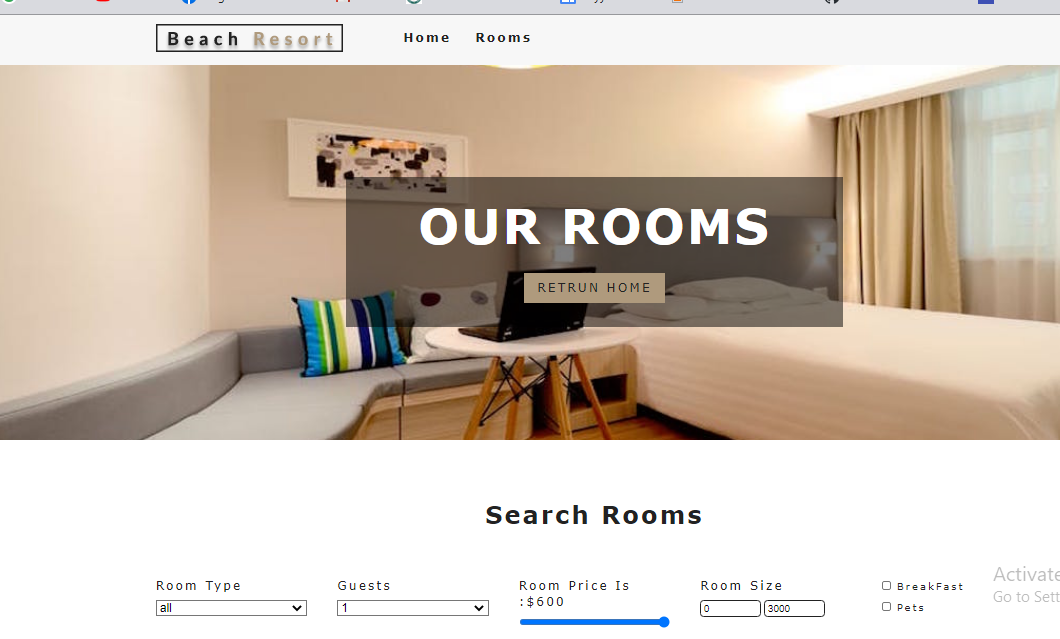 Beach Resort
Home Rooms
OUR ROOMS
RETRUN HOME
Search Rooms
Room Type
all
Guests
1
Room Price Is
:$600
Room Size
0 3000
BreakFast
Pets
Activate
Go to Sett